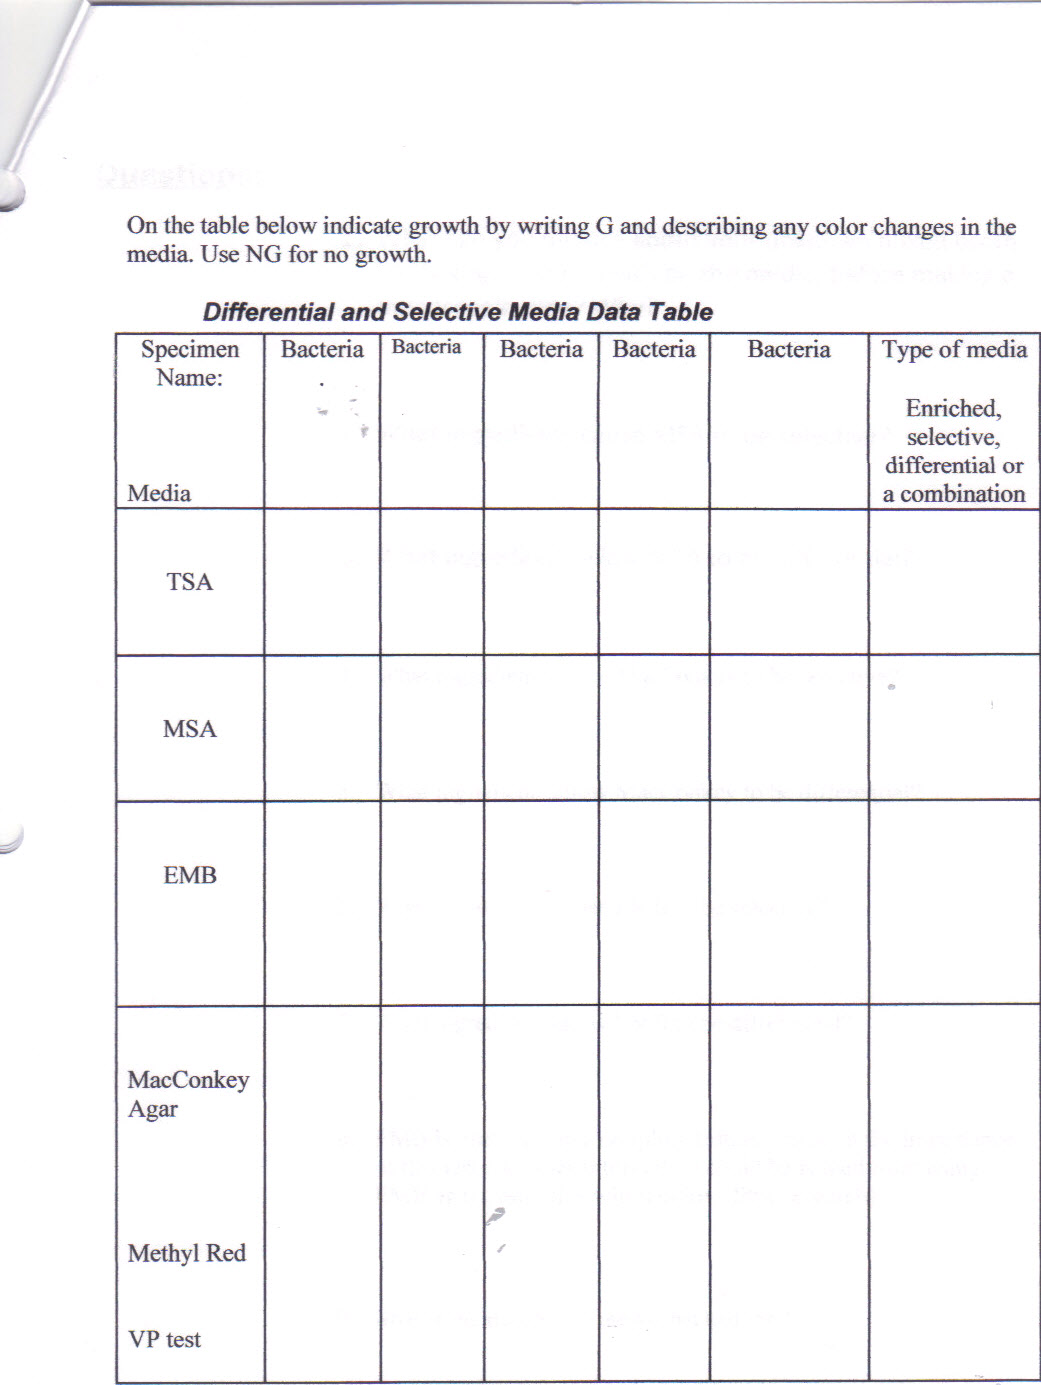 On the table below indicate growth by writing G and describing any color changes in the
media. Use NG for no growth.
Differential and Selective Media Data Table
Specimen Name:
Media
Bacteria
Bacteria
Bacteria
Bacteria
Bacteria
Type of media
Enriched,
selective,
differential or
a combination
TSA
MSA
EMB
MacConkey
Agar
Methyl Red
VP test